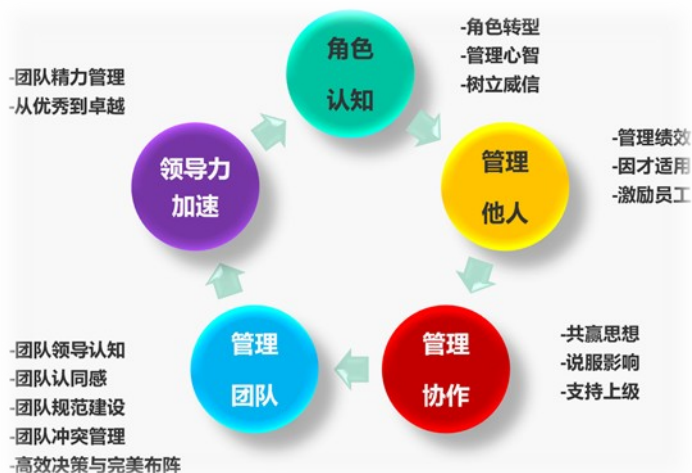 角色
认知
-角色转型
-管理心智
-树立威信
管理
他人
-管理绩效
-因才适用
-激励员工
管理
协作
-共赢思想
-说服影响
-支持上级
管理
团队
-团队领导认知
-团队认同感
-团队规范建设
-团队冲突管理
-高效决策与完美布阵
领导力
加速
-团队精力管理
-从优秀到卓越